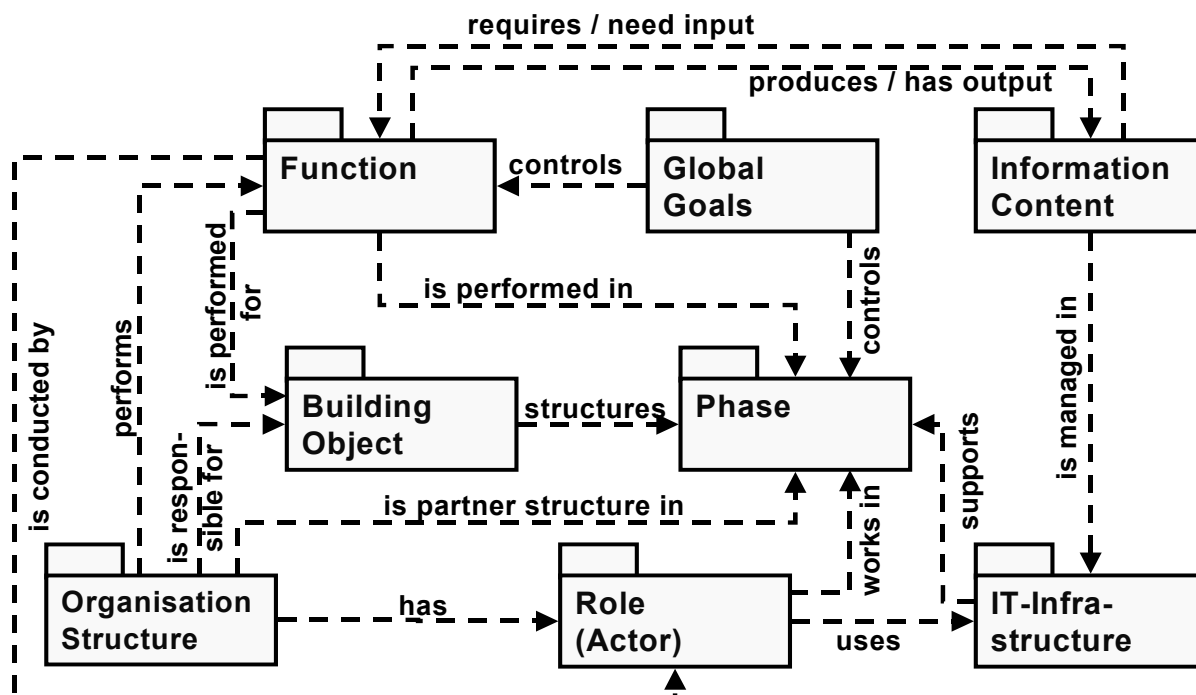 requires / need input
produces / has output
Function
controls
Global
Goals
Information
Content
is performed
for
is performed in
controls
is managed in
performs
is conducted by
Building
Object
structures
Phase
supports
is respon-
sible for
is partner structure in
works in
Organisation
Structure
has
Role
(Actor)
uses
IT-Infra-
structure